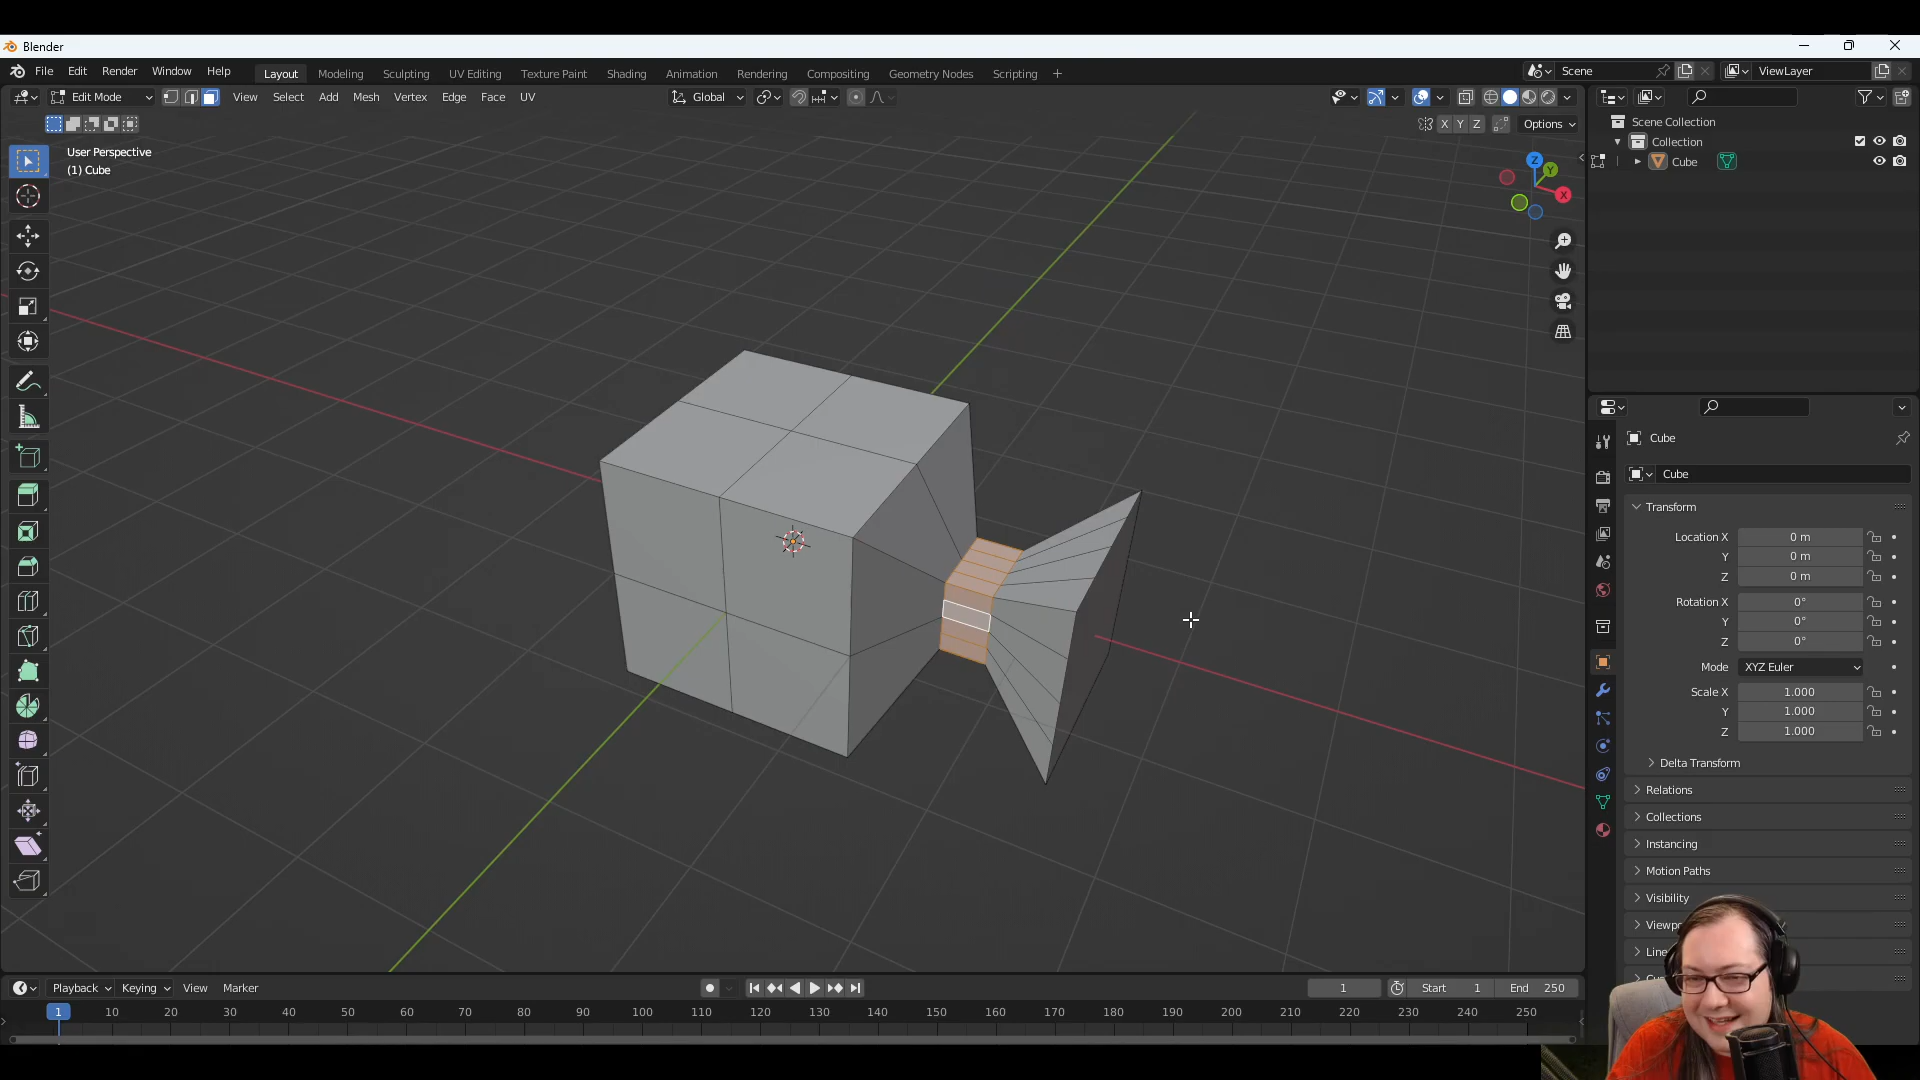 Blender
File Edit Render Window Help Layout Modeling Sculpting UV Editing Texture Paint Shading Animation Rendering Compositing Geometry Nodes Scripting + Scene ViewLayer
Edit Mode View Select Add Mesh Vertex Edge Face UV Global
X Y Z Options
User Perspective
(1) Cube
Z Y X
Scene Collection
Collection
Cube
Cube
Cube
Transform
Location X 0 m
Y 0 m
Z 0 m
Rotation X 0°
Y 0°
Z 0°
Mode XYZ Euler
Scale X 1.000
Y 1.000
Z 1.000
Delta Transform
Relations
Collections
Instancing
Motion Paths
Visibility
Playback Keying View Marker 1 Start 1 End 250
1 10 20 30 40 50 60 70 80 90 100 110 120 130 140 150 160 170 180 190 200 210 220 230 240 250